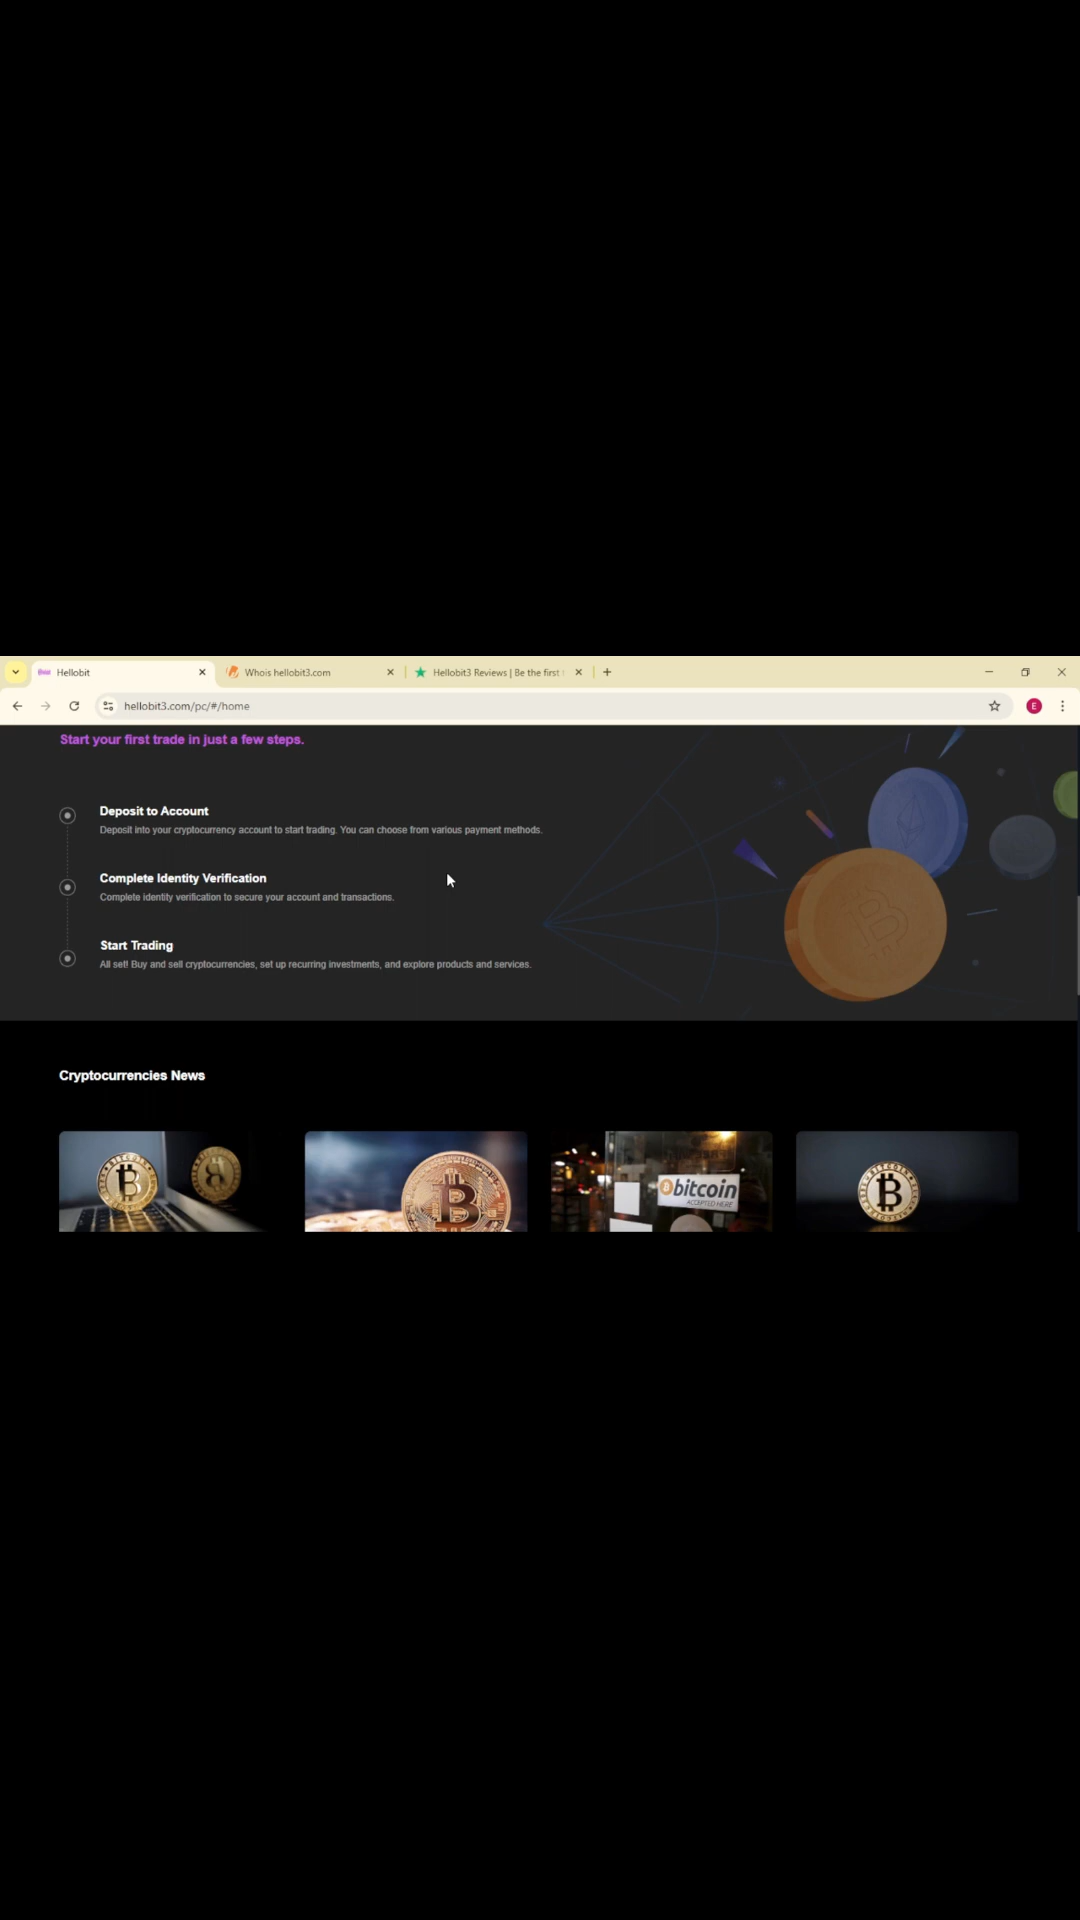 Hellobit
Whois hellobit3.com
Hellobit3 Reviews | Be the first
hellobit3.com/pc/#/home
E
Start your first trade in just a few steps.
Deposit to Account
Deposit into your cryptocurrency account to start trading. You can choose from various payment methods.
Complete Identity Verification
Complete identity verification to secure your account and transactions.
Start Trading
All set! Buy and sell cryptocurrencies, set up recurring investments, and explore products and services.
Cryptocurrencies News
bitcoin
ACCEPTED HERE